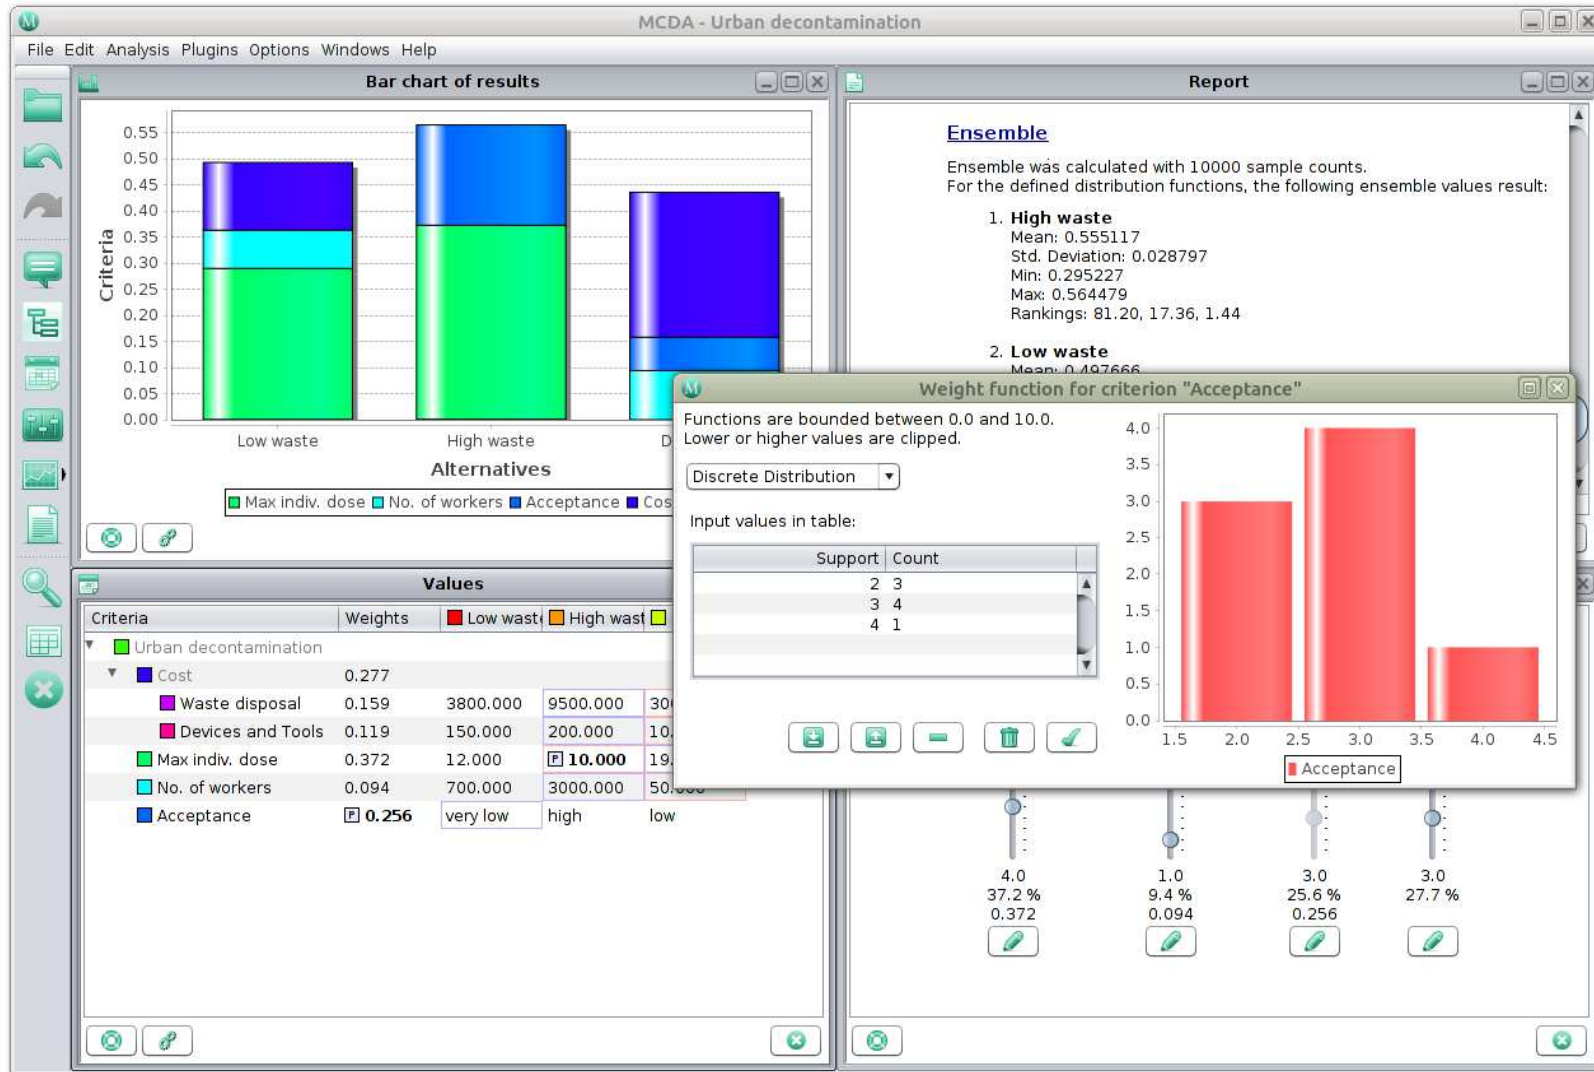 MCDA - Urban decontamination
File Edit Analysis Plugins Options Windows Help
Bar chart of results
0.55
0.50
0.45
0.40
0.35
0.30
0.25
0.20
0.15
0.10
0.05
0.00
Criteria
Low waste High waste
Alternatives
Max indiv. dose No. of workers Acceptance
Report
Ensemble
Ensemble was calculated with 10000 sample counts.
For the defined distribution functions, the following ensemble values result:
1. High waste
Mean: 0.555117
Std. Deviation: 0.028797
Min: 0.295227
Max: 0.564479
Rankings: 81.20, 17.36, 1.44
2. Low waste
Mean: 0.497666
Weight function for criterion "Acceptance"
Functions are bounded between 0.0 and 10.0.
Lower or higher values are clipped.
Discrete Distribution
Input values in table:
Support Count
2 3
3 4
4 1
4.0
3.5
3.0
2.5
2.0
1.5
1.0
0.5
0.0
1.5 2.0 2.5 3.0 3.5 4.0 4.5
Acceptance
Values
Criteria Weights Low High
Urban decontamination
Cost 0.277
Waste disposal 0.159 3800.000 9500.000
Devices and Tools 0.119 150.000 200.000
Max indiv. dose 0.372 12.000 P 10.000
No. of workers 0.094 700.000 3000.000
Acceptance P 0.256 very low high low
4.0 1.0 3.0 3.0
37.2 % 9.4 % 25.6 % 27.7 %
0.372 0.094 0.256